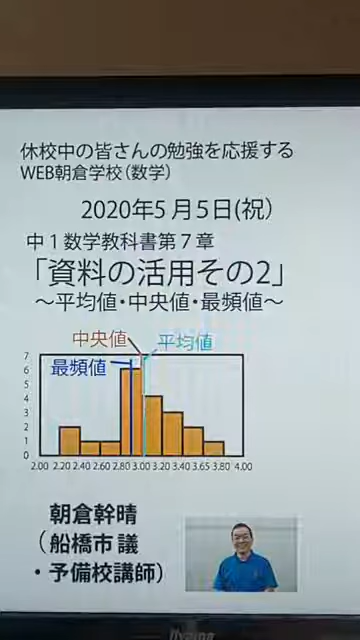 休校中の皆さんの勉強を応援する
WEB朝倉学校(数学)
2020年5月5日(祝)
中1数学教科書第7章
「資料の活用その2」
～平均値・中央値・最頻値～
中央値 平均値
最頻値
7
6
5
4
3
2
1
0
2.00 2.20 2.40 2.60 2.80 3.00 3.20 3.40 3.65 3.80 4.00
朝倉幹晴
(船橋市議
・予備校講師)